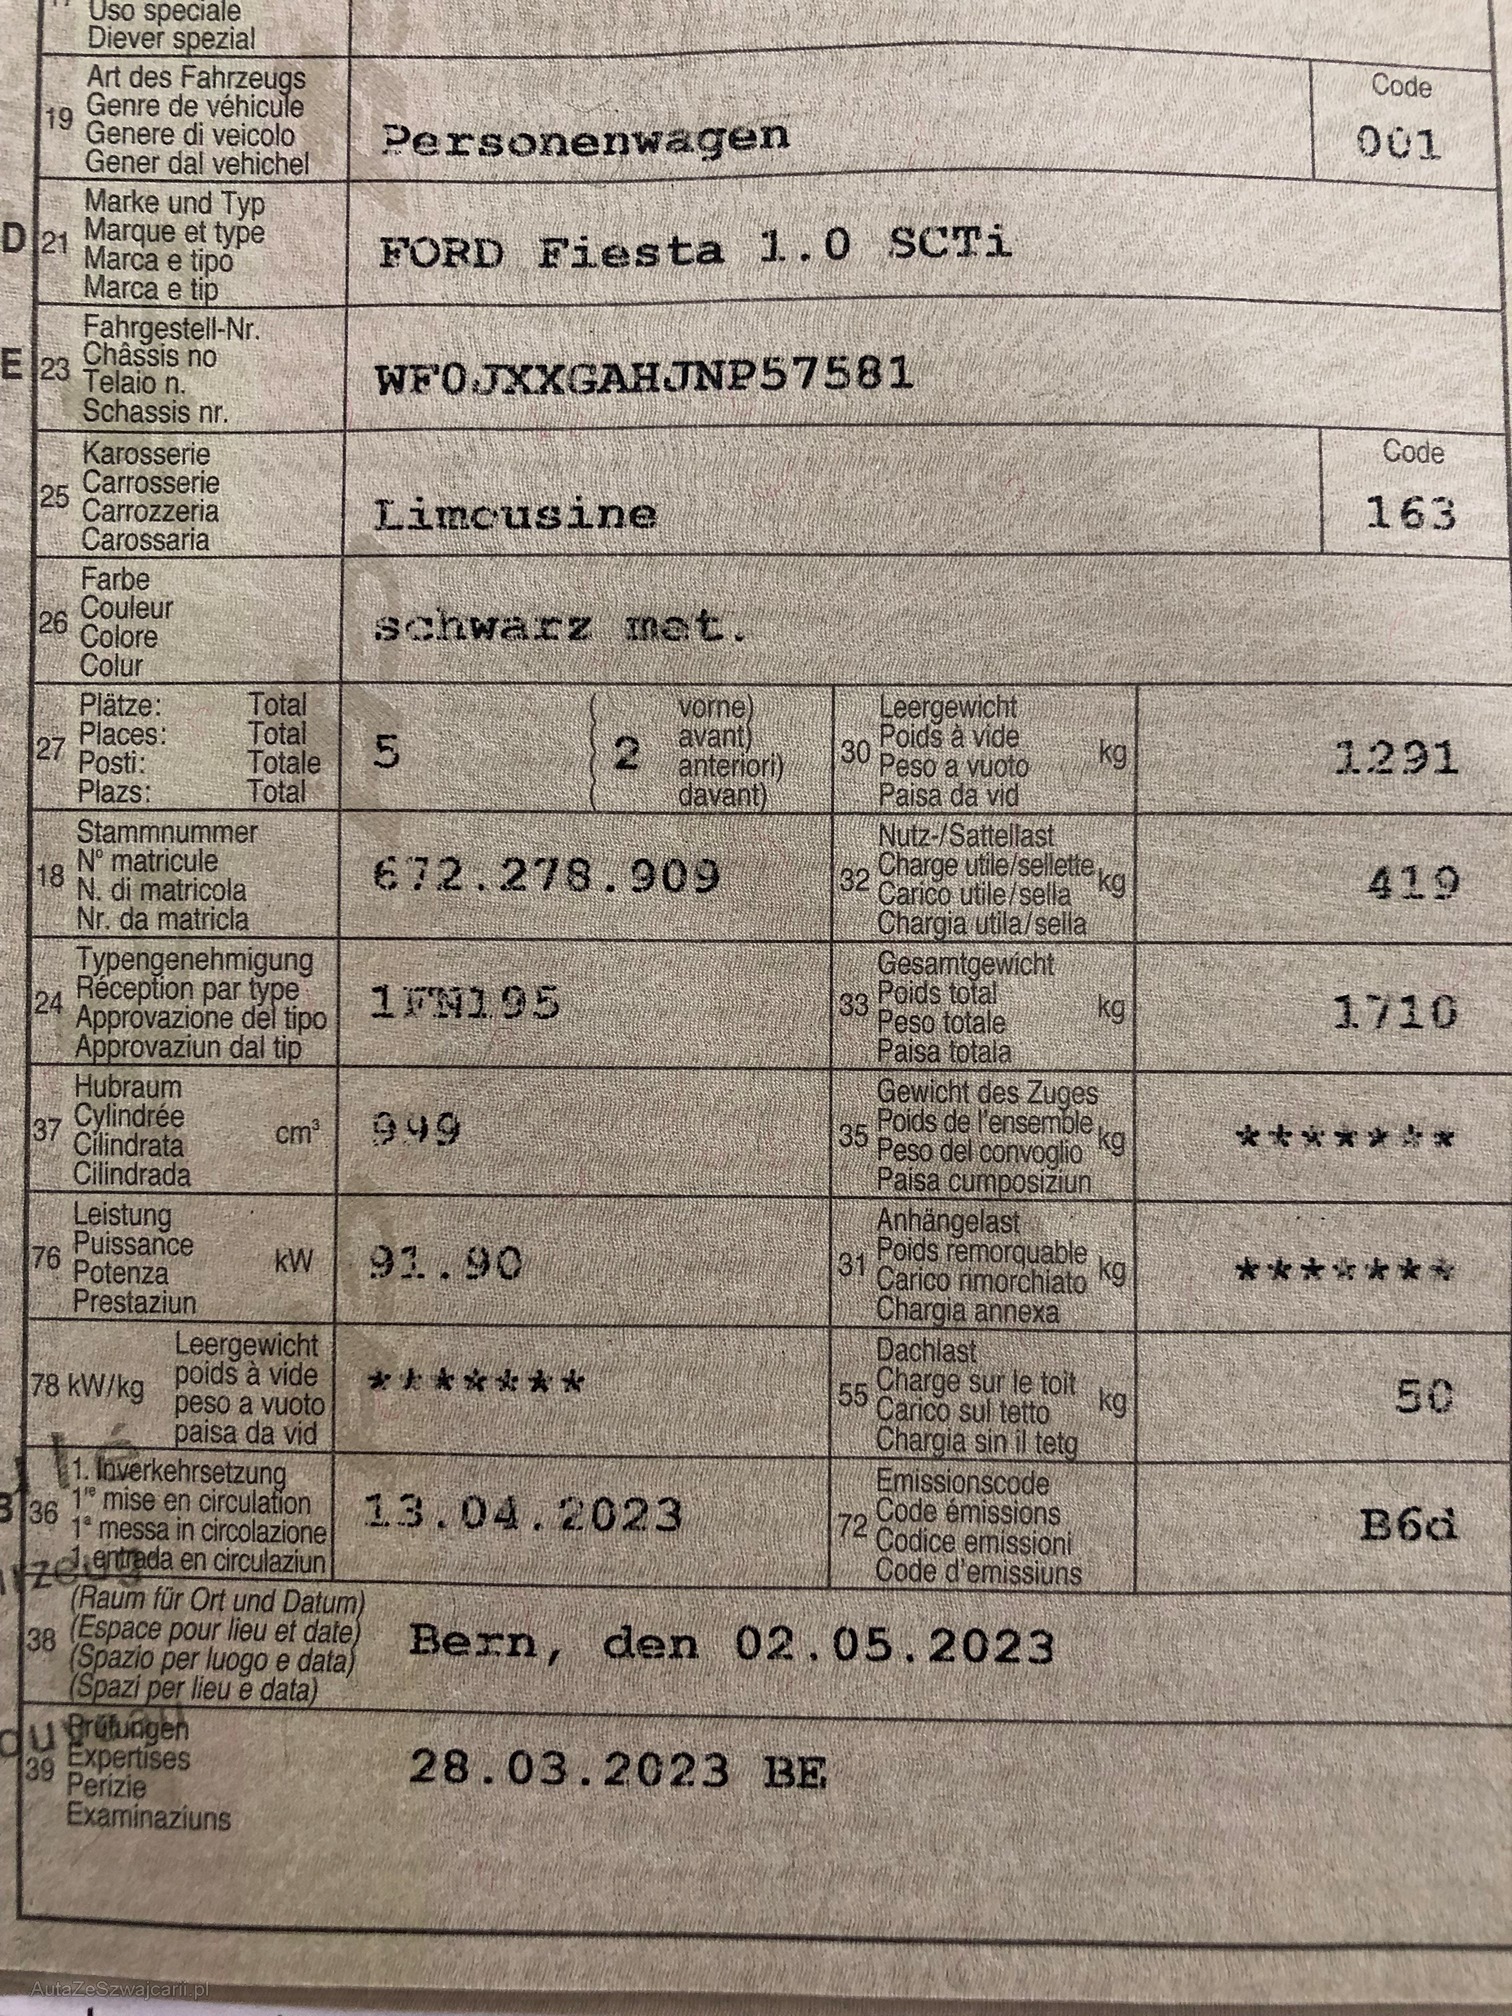 Uso speciale
Diever spezial
Art des Fahrzeugs
19 Genre de véhicule
Genere di veicolo
Gener dal vehichel
Personenwagen
Code
001
D 21 Marke und Typ
Marque et type
Marca e tipo
Marca e tip
FORD Fiesta 1.0 SCTi
E 23 Fahrgestell-Nr.
Châssis no
Telaio n.
Schassis nr.
WF0JXXGAHJNP57581
25 Karosserie
Carrosserie
Carrozzeria
Carossaria
Limousine
Code
163
26 Farbe
Couleur
Colore
Colur
schwarz met.
27 Plätze: Total
Places: Total
Posti: Totale
Plazs: Total
5
2
vorne)
avant)
anteriori)
davant)
30 Leergewicht
Poids à vide kg
Peso a vuoto
Paisa da vid
1291
18 Stammnummer
N° matricule
N. di matricola
Nr. da matricla
672.278.909
32 Nutz-/Sattellast
Charge utile/sellette kg
Carico utile/sella
Chargia utila/sella
419
24 Typengenehmigung
Réception par type
Approvazione del tipo
Approvaziun dal tip
1FN195
33 Gesamtgewicht
Poids total kg
Peso totale
Paisa totala
1710
37 Hubraum
Cylindrée cm³
Cilindrata
Cilindrada
999
35 Gewicht des Zuges
Poids de l'ensemble kg
Peso del convoglio
Paisa cumposiziun
*******
76 Leistung
Puissance kW
Potenza
Prestaziun
91.90
31 Anhängelast
Poids remorquable kg
Carico rimorchiato
Chargia annexa
*******
78 kW/kg Leergewicht
poids à vide
peso a vuoto
paisa da vid
*******
55 Dachlast
Charge sur le toit kg
Carico sul tetto
Chargia sin il tetg
50
B 36 1. Inverkehrsetzung
1re mise en circulation
1a messa in circolazione
1. entrada en circulaziun
13.04.2023
72 Emissionscode
Code émissions
Codice emissioni
Code d'emissiuns
B6d
38 (Raum für Ort und Datum)
(Espace pour lieu et date)
(Spazio per luogo e data)
(Spazi per lieu e data)
Bern, den 02.05.2023
39 Prüfungen
Expertises
Perizie
Examinaziuns
28.03.2023 BE
AutaZeSzwajcarii.pl